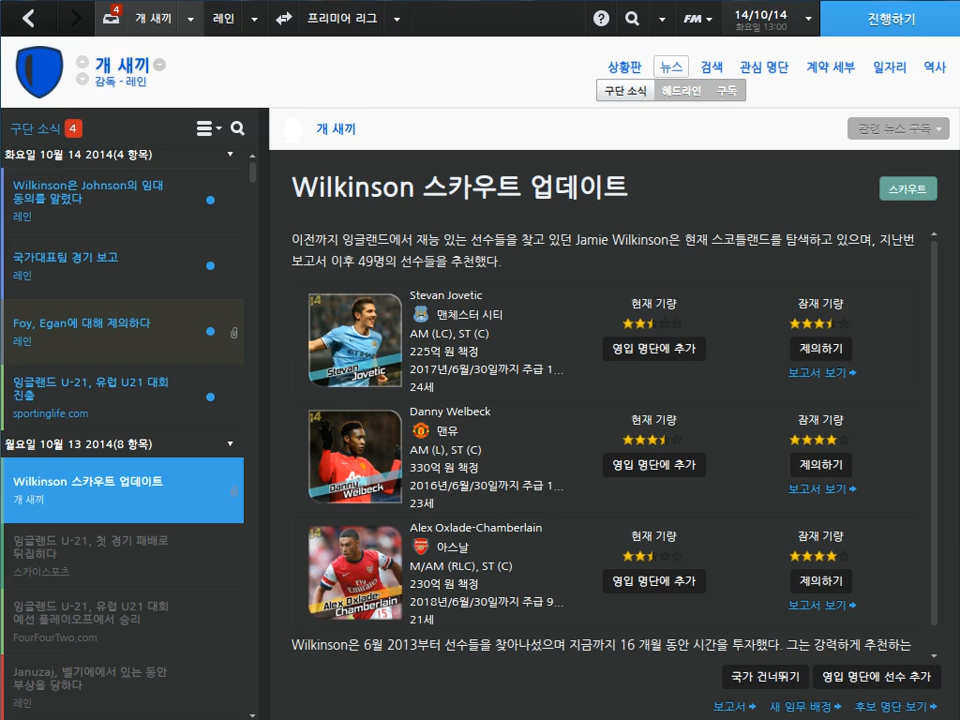 4
개 새끼
레인
프리미어 리그
?
FM
14/10/14
화요일 13:00
진행하기
개 새끼
감독 - 레인
상황판
뉴스
검색
관심 명단
계약 세부
일자리
역사
구단 소식
헤드라인
구독
구단 소식 4
화요일 10월 14 2014(4 항목)
Wilkinson은 Johnson의 임대
동의를 알렸다
레인
국가대표팀 경기 보고
레인
Foy, Egan에 대해 제의하다
레인
잉글랜드 U-21, 유럽 U21 대회
진출
sportinglife.com
월요일 10월 13 2014(8 항목)
Wilkinson 스카우트 업데이트
개 새끼
잉글랜드 U-21, 첫 경기 패배로
뒤집히다
스카이스포츠
잉글랜드 U-21, 유럽 U21 대회
예선 플레이오프에서 승리
FourFourTwo.com
Januzaj, 벨기에에서 있는 동안
부상을 당하다
레인
개 새끼
관련 뉴스 구독
Wilkinson 스카우트 업데이트
스카우트
이전까지 잉글랜드에서 재능 있는 선수들을 찾고 있던 Jamie Wilkinson은 현재 스코틀랜드를 탐색하고 있으며, 지난번
보고서 이후 49명의 선수들을 추천했다.
14
Stevan Jovetic
Stevan Jovetic
맨체스터 시티
AM (LC), ST (C)
225억 원 책정
2017년/6월/30일까지 주급 1...
24세
현재 기량
영입 명단에 추가
잠재 기량
제의하기
보고서 보기
14
Danny Welbeck
Danny Welbeck
맨유
AM (L), ST (C)
330억 원 책정
2016년/6월/30일까지 주급 1...
23세
현재 기량
영입 명단에 추가
잠재 기량
제의하기
보고서 보기
14
Alex Oxlade-Chamberlain
Alex Oxlade-Chamberlain
아스날
M/AM (RLC), ST (C)
230억 원 책정
2018년/6월/30일까지 주급 9...
21세
현재 기량
영입 명단에 추가
잠재 기량
제의하기
보고서 보기
Wilkinson은 6월 2013부터 선수들을 찾아나섰으며 지금까지 16 개월 동안 시간을 투자했다. 그는 강력하게 추천하는
국가 건너뛰기
영입 명단에 선수 추가
보고서
새 임무 배정
후보 명단 보기